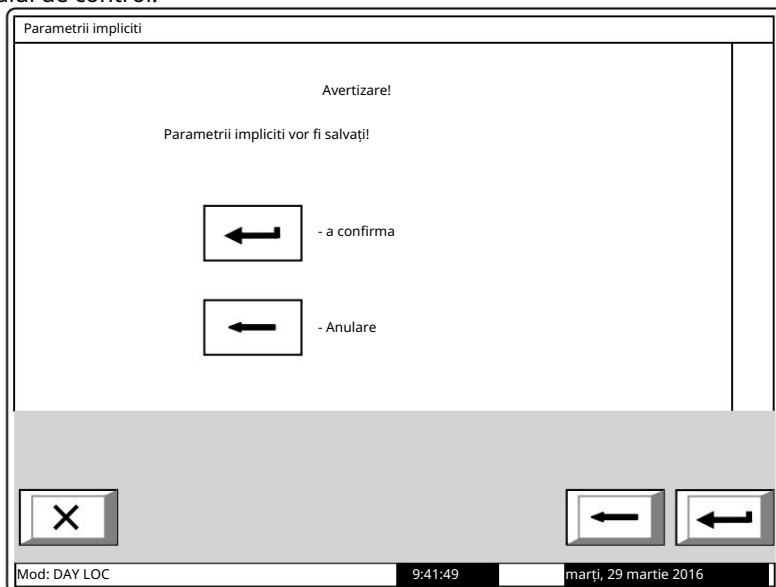 Parametrii impliciti
Avertizare!
Parametrii impliciti vor fi salvați!
- a confirma
- Anulare
Mod: DAY LOC
9:41:49
marți, 29 martie 2016